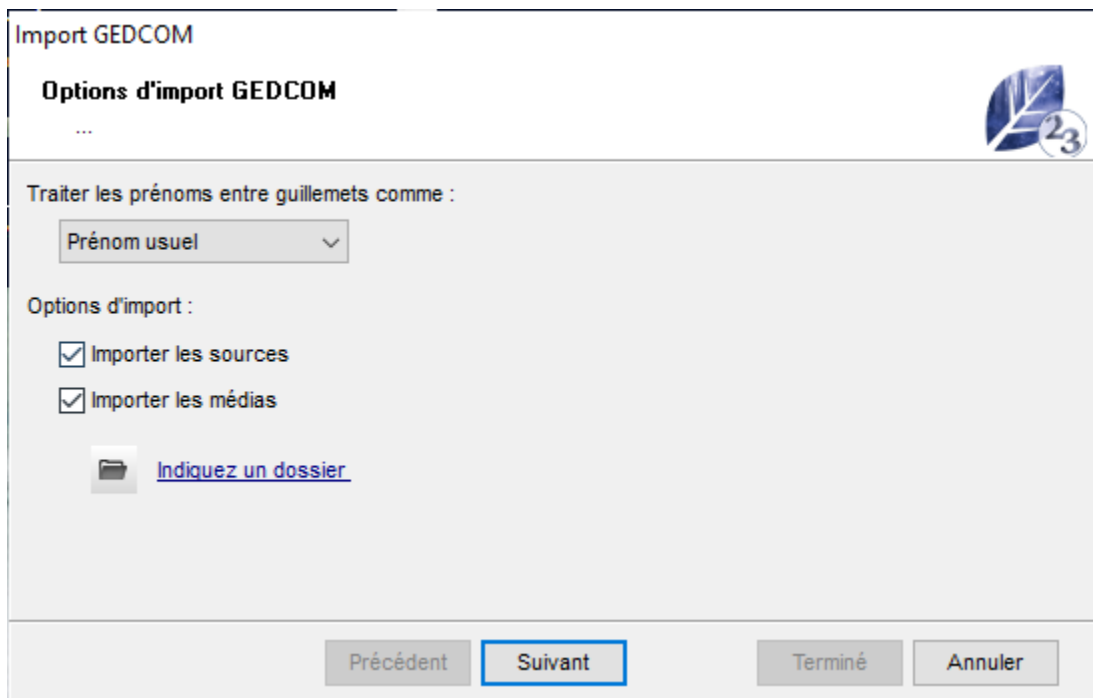 Import GEDCOM
Options d'import GEDCOM
...
23
Traiter les prénoms entre guillemets comme :
Prénom usuel
Options d'import :
Importer les sources
Importer les médias
Indiquez un dossier
Précédent
Suivant
Terminé
Annuler